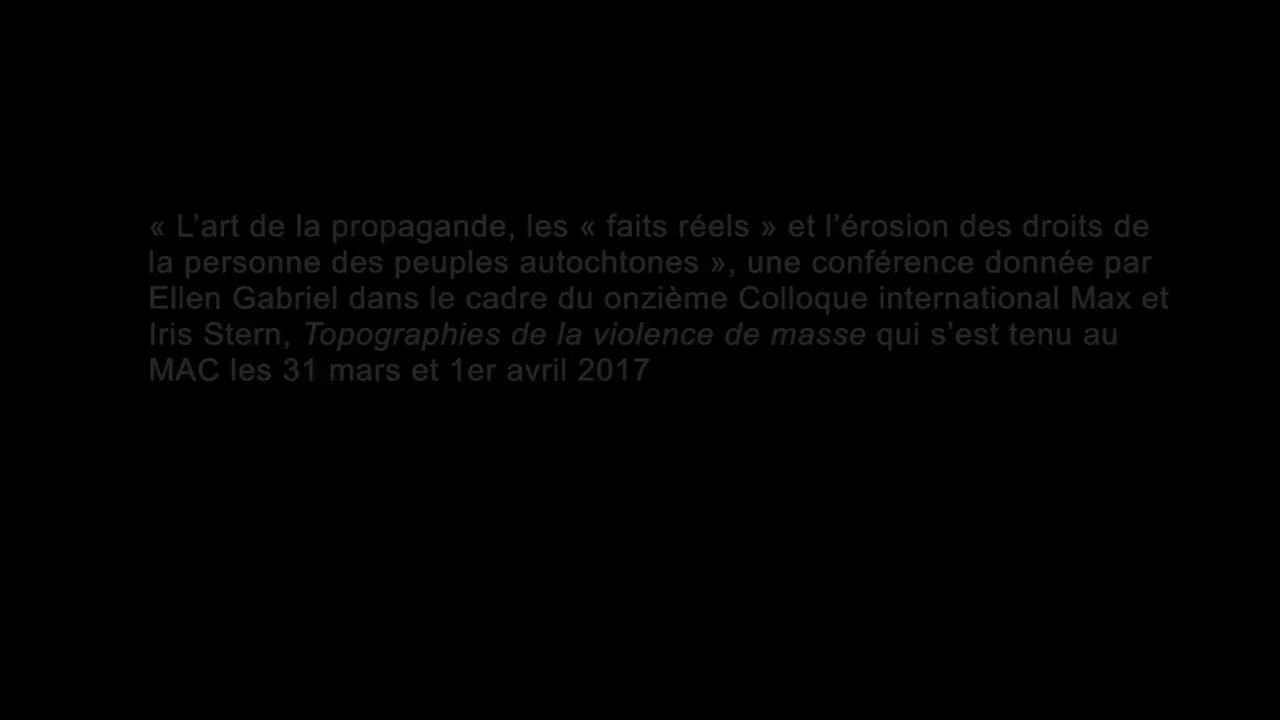 « L’art de la propagande, les « faits réels » et l’érosion des droits de
la personne des peuples autochtones », une conférence donnée par
Ellen Gabriel dans le cadre du onzième Colloque international Max et
Iris Stern, Topographies de la violence de masse qui s’est tenu au
MAC les 31 mars et 1er avril 2017